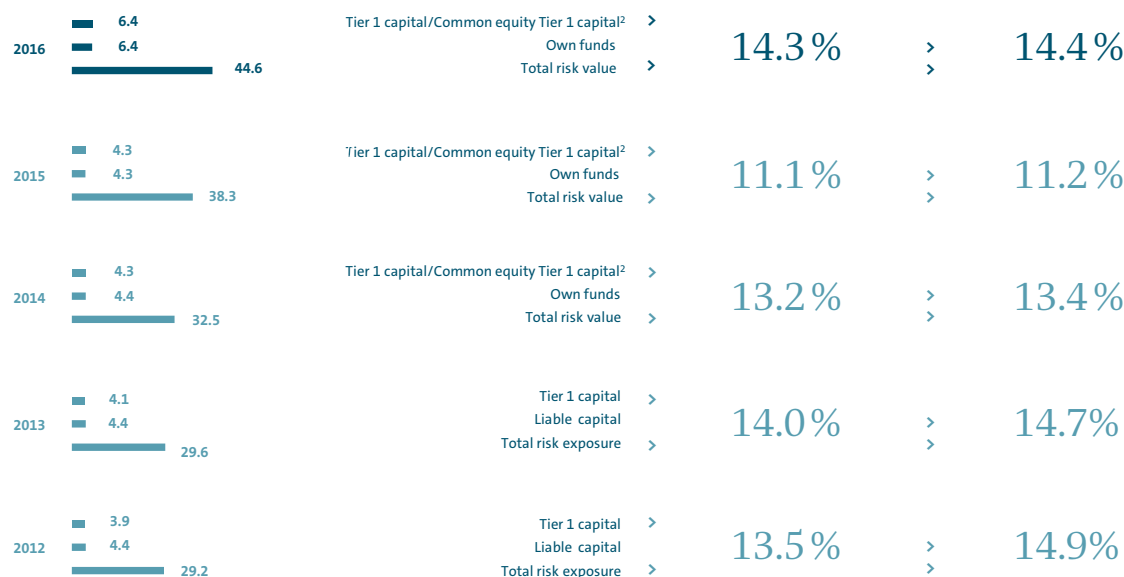 6.4 Tier 1 capital/Common equity Tier 1 capital² >
2016 6.4 Own funds 14.3 % > 14.4 %
44.6 Total risk value > >
4.3 Tier 1 capital/Common equity Tier 1 capital² >
2015 4.3 Own funds 11.1 % > 11.2 %
38.3 Total risk value > >
4.3 Tier 1 capital/Common equity Tier 1 capital² >
2014 4.4 Own funds 13.2 % > 13.4 %
32.5 Total risk value > >
4.1 Tier 1 capital >
2013 4.4 Liable capital 14.0 % > 14.7%
29.6 Total risk exposure > >
3.9 Tier 1 capital >
2012 4.4 Liable capital 13.5 % > 14.9%
29.2 Total risk exposure > >